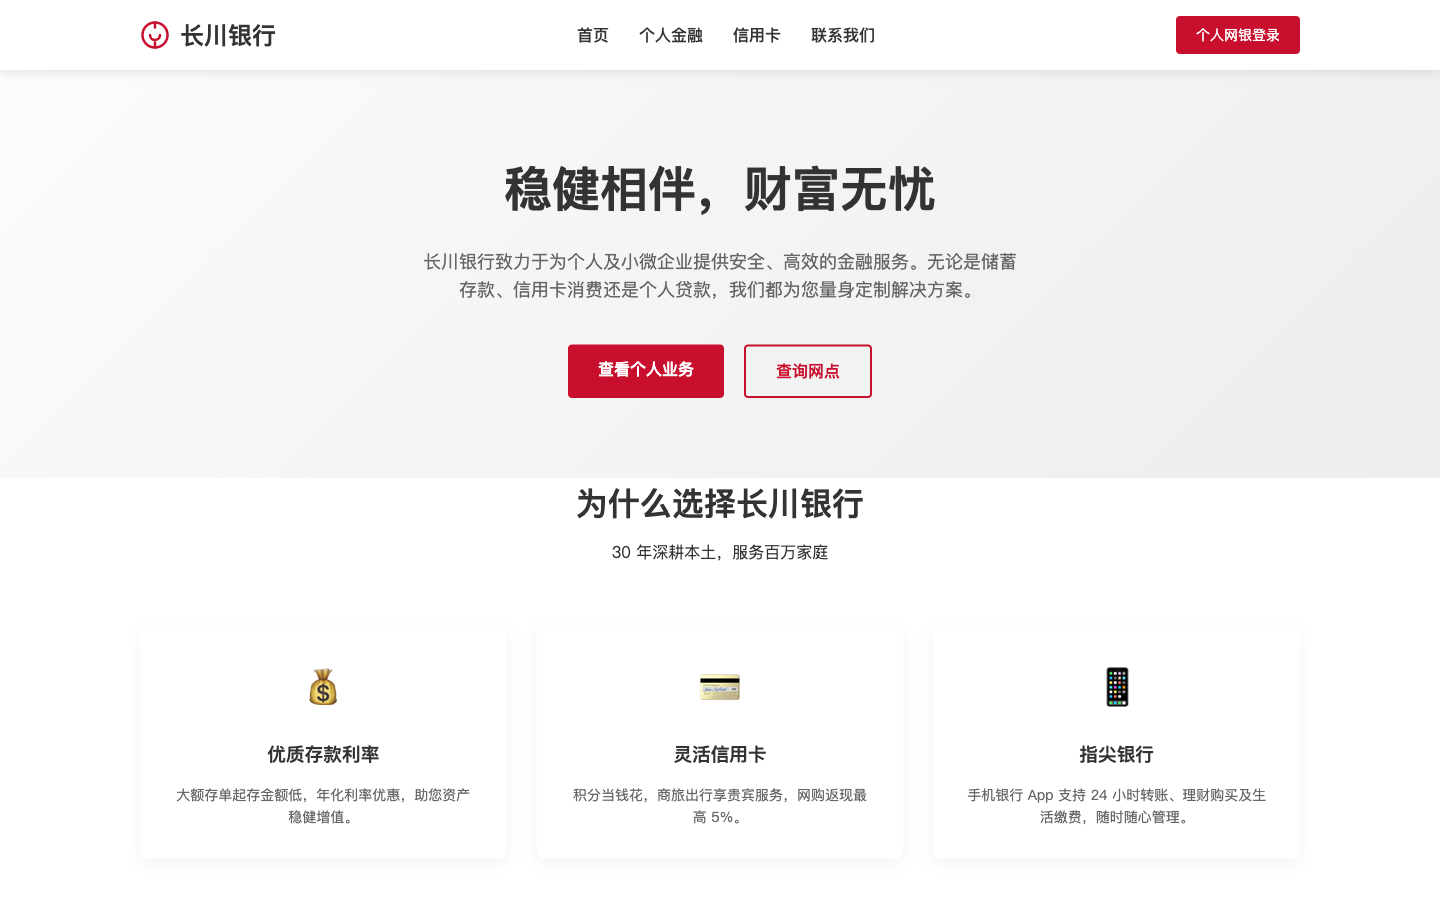 长川银行
首页
个人金融
信用卡
联系我们
个人网银登录
稳健相伴，财富无忧
长川银行致力于为个人及小微企业提供安全、高效的金融服务。无论是储蓄
存款、信用卡消费还是个人贷款，我们都为您量身定制解决方案。
查看个人业务
查询网点
为什么选择长川银行
30 年深耕本土，服务百万家庭
优质存款利率
大额存单起存金额低，年化利率优惠，助您资产
稳健增值。
灵活信用卡
积分当钱花，商旅出行享贵宾服务，网购返现最
高 5%。
指尖银行
手机银行 App 支持 24 小时转账、理财购买及生
活缴费，随时随心管理。